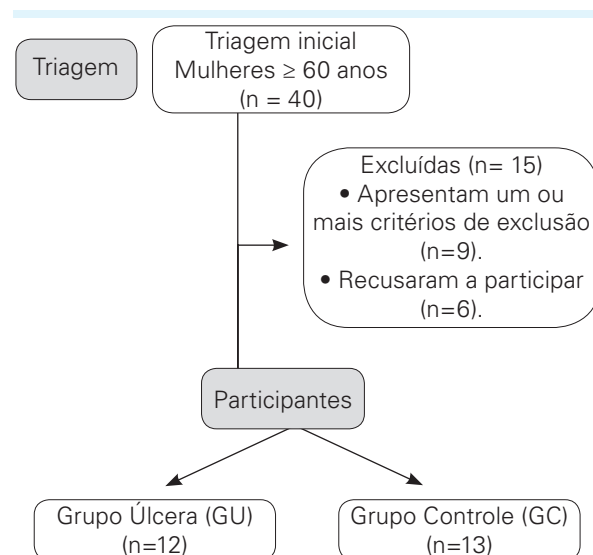 Triagem
Triagem inicial
Mulheres ≥ 60 anos
(n = 40)
Excluídas (n= 15)
• Apresentam um ou
mais critérios de exclusão
(n=9).
• Recusaram a participar
(n=6).
Participantes
Grupo Úlcera (GU)
(n=12)
Grupo Controle (GC)
(n=13)